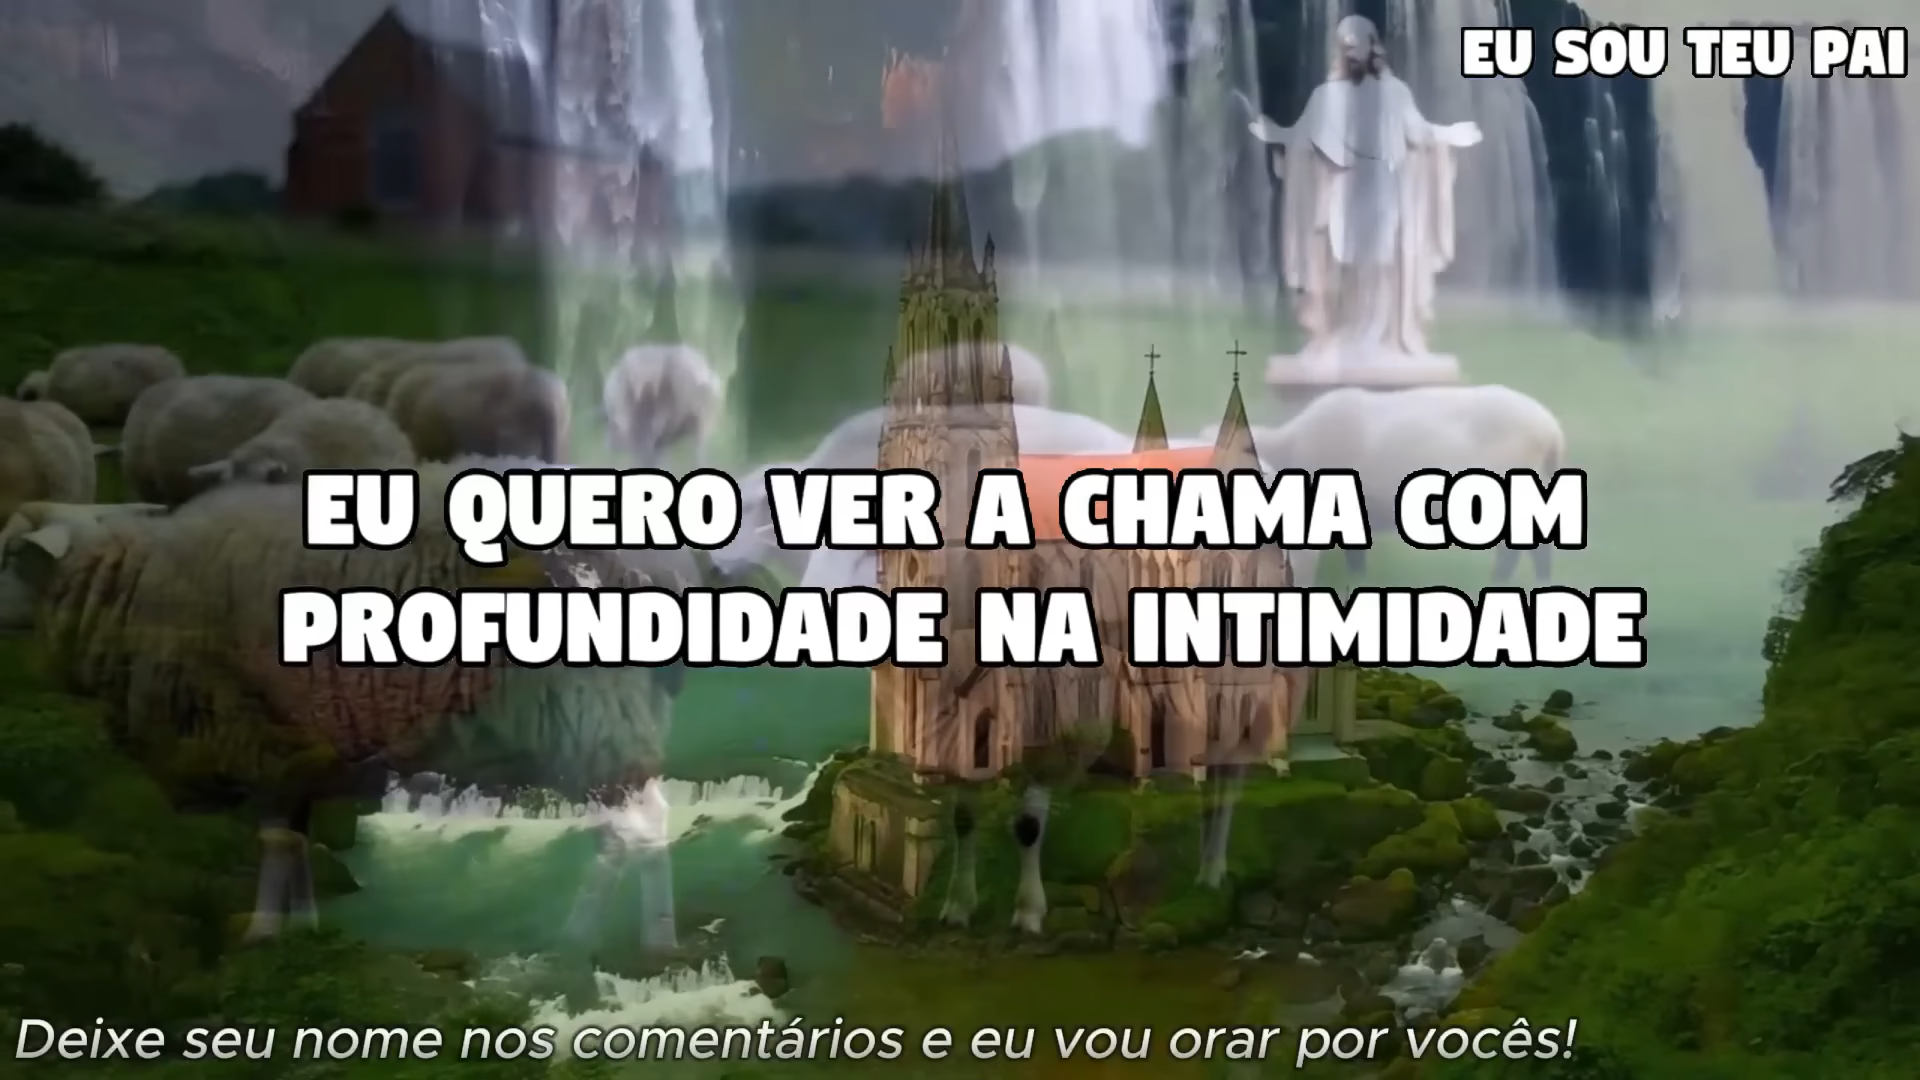 EU SOU TEU PAI
EU QUERO VER A CHAMA COM
PROFUNDIDADE NA INTIMIDADE
Deixe seu nome nos comentários e eu vou orar por vocês!